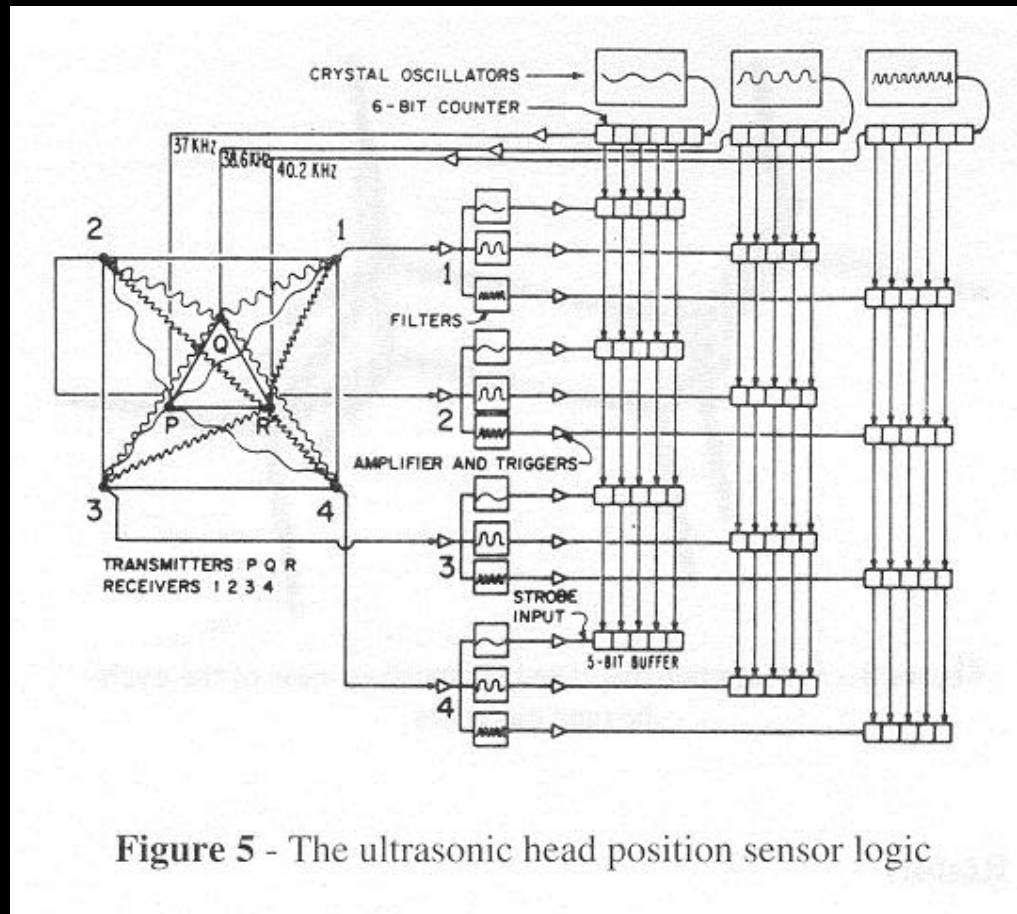 CRYSTAL OSCILLATORS
6-BIT COUNTER
37 KHz
38.6 KHz
40.2 KHZ
2
1
1
FILTERS
Q
P
R
2
AMPLIFIER AND TRIGGERS
3
4
TRANSMITTERS P Q R
RECEIVERS 1 2 3 4
3
STROBE
INPUT
5-BIT BUFFER
4
Figure 5 - The ultrasonic head position sensor logic